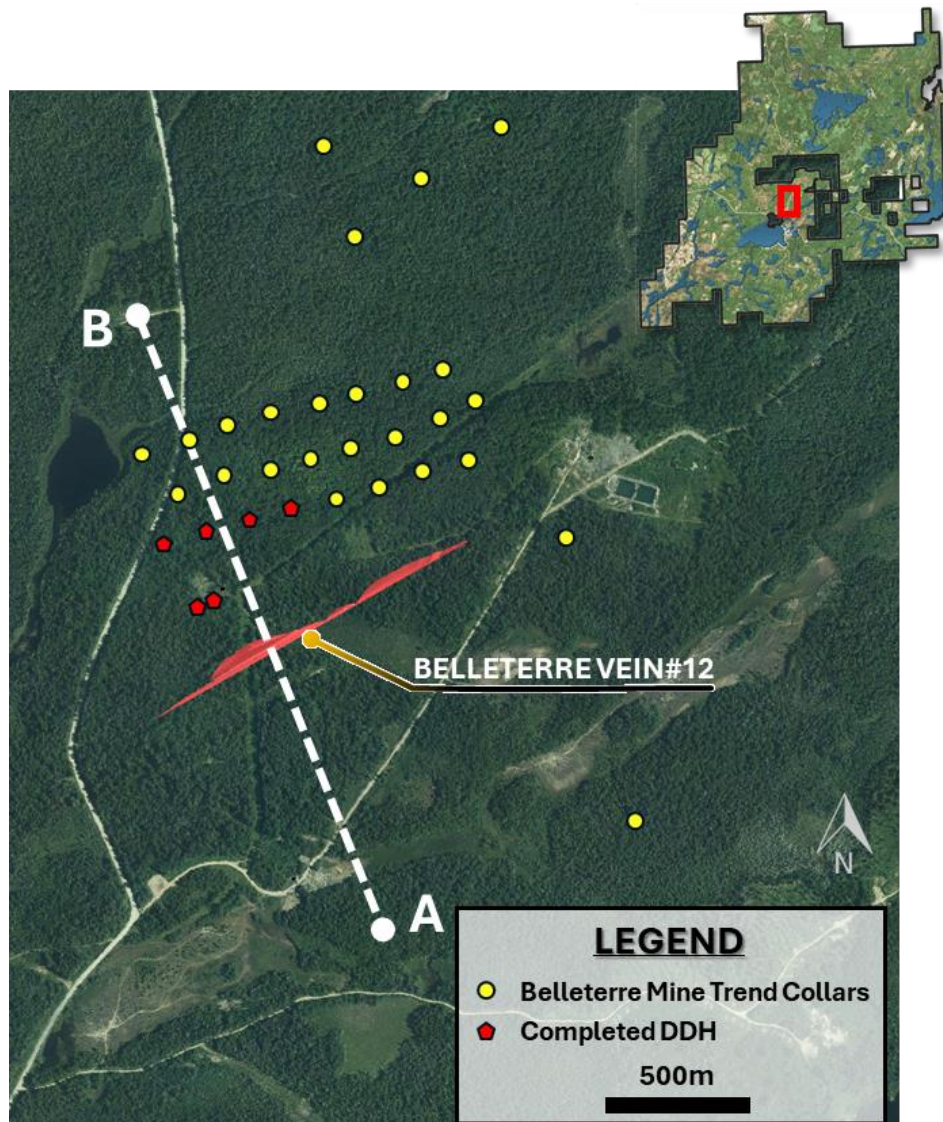 B
BELLETERRE VEIN#12
N
A
LEGEND
Belleterre Mine Trend Collars
Completed DDH
500m